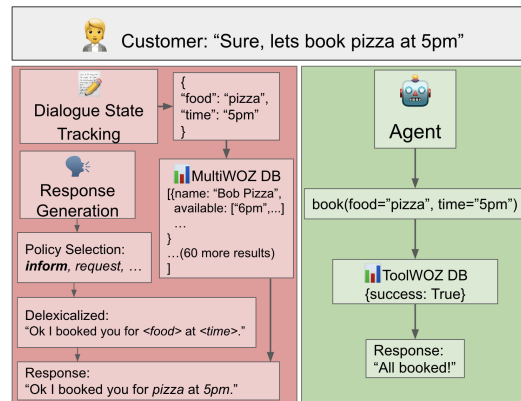 Customer: “Sure, lets book pizza at 5pm”
Dialogue State
Tracking
{
“food”: “pizza”,
“time”: “5pm”
}
Response
Generation
MultiWOZ DB
[{name: “Bob Pizza”,
available: [“6pm”,...]
…
}
…(60 more results)
]
Policy Selection:
inform, request, …
Delexicalized:
“Ok I booked you for <food> at <time>.”
Response:
“Ok I booked you for pizza at 5pm.”
Agent
book(food=”pizza”, time=”5pm”)
ToolWOZ DB
{success: True}
Response:
“All booked!”